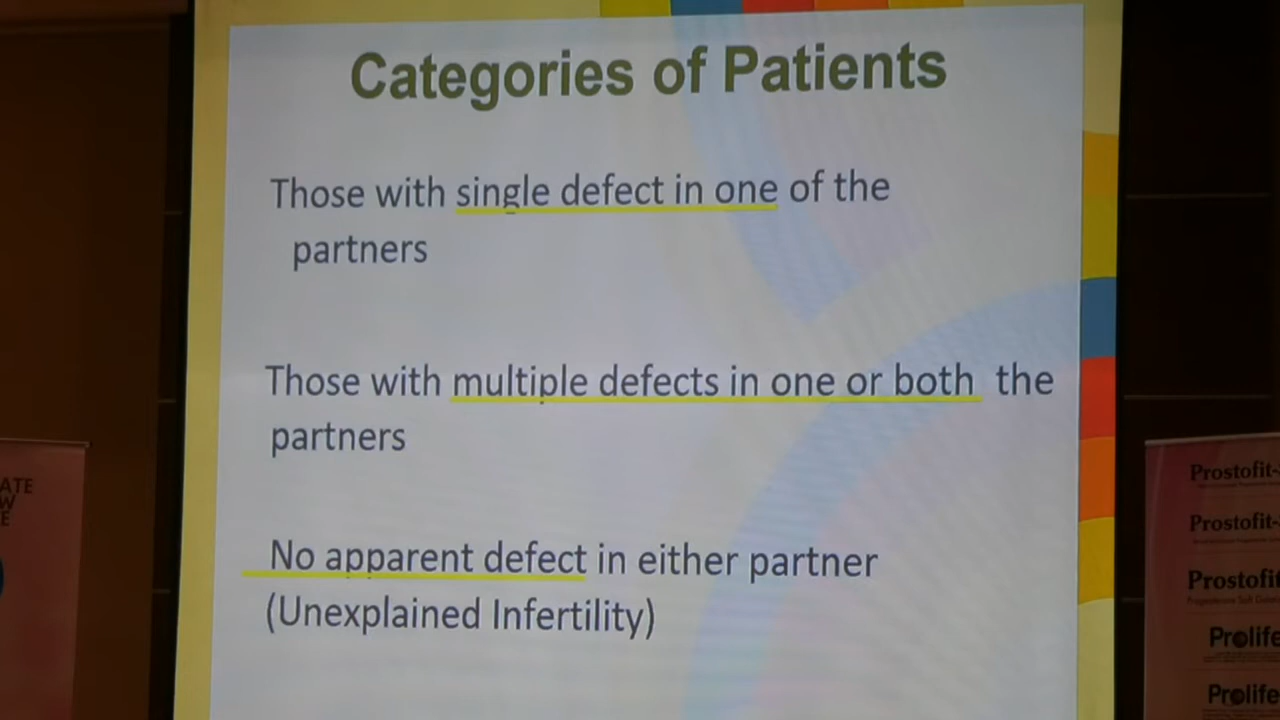 Categories of Patients
Those with single defect in one of the
partners
Those with multiple defects in one or both the
partners
No apparent defect in either partner
(Unexplained Infertility)
ATE
W
E
Prostofit-
Prostofit-
Prostofit
Prolife
Prolife